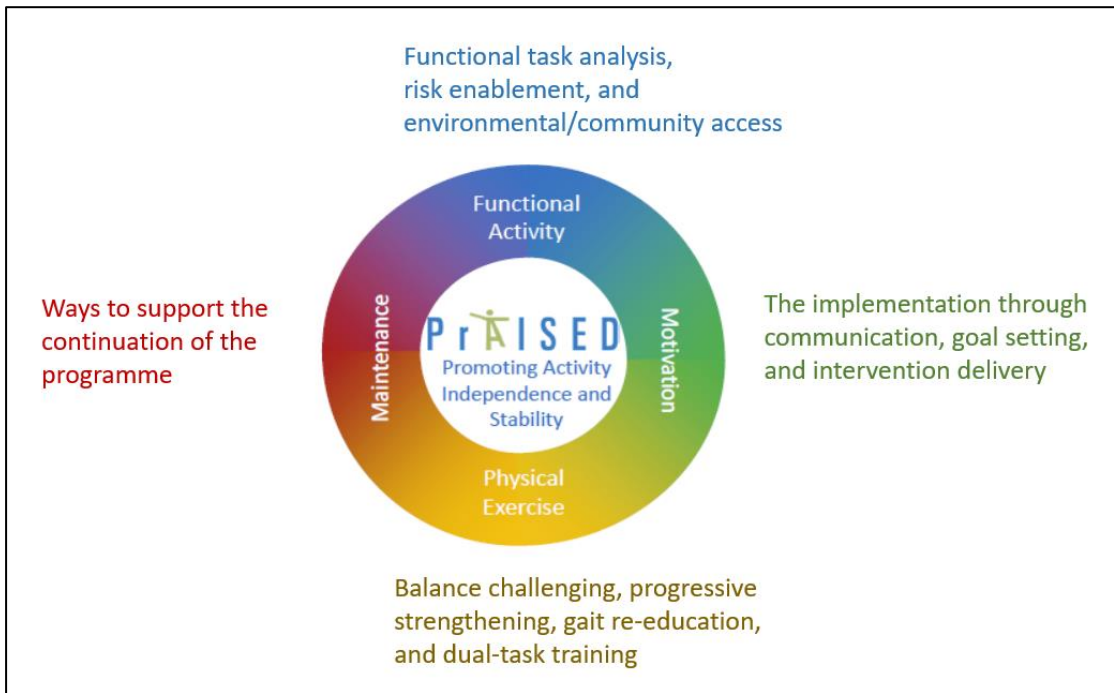 Functional task analysis,
risk enablement, and
environmental/community access
Functional
Activity
Ways to support the
continuation of the
programme
Maintenance
PrAISED
Promoting Activity
Independence and
Stability
Motivation
The implementation through
communication, goal setting,
and intervention delivery
Physical
Exercise
Balance challenging, progressive
strengthening, gait re-education,
and dual-task training